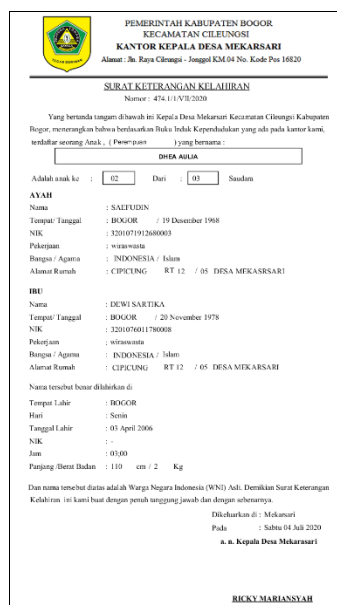 PEMERINTAH KABUPATEN BOGOR
KECAMATAN CILEUNGSI
KANTOR KEPALA DESA MEKARSARI
Alamat : Jln. Raya Cileungsi - Jonggol KM.04 No. Kode Pos 16820
SURAT KETERANGAN KELAHIRAN
Nomor : 474.1/1/VII/2020
Yang bertanda tangam dibawah ini Kepala Desa Mekarsari Kecamatan Cileungsi Kabupaten
Bogor, menerangkan bahwa berdasarkan Buku Induk Kependudukan yang ada pada kantor kami,
terdaftar seorang Anak , ( Perempuan ) yang bernama :
DHEA AULIA
Adalah anak ke : 02 Dari : 03 Saudara
AYAH
Nama : SAEFUDIN
Tempat/ Tanggal : BOGOR / 19 Desember 1968
NIK : 3201071912680003
Pekerjaan : wiraswasta
Bangsa / Agama : INDONESIA / Islam
Alamat Rumah : CIPICUNG RT 12 / 05 DESA MEKASRSARI
IBU
Nama : DEWI SARTIKA
Tempat/ Tanggal : BOGOR / 20 November 1978
NIK : 3201076011780008
Pekerjaan : wiraswasta
Bangsa / Agama : INDONESIA / Islam
Alamat Rumah : CIPICUNG RT 12 / 05 DESA MEKARSARI
Nama tersebut benar dilahirkan di
Tempat Lahir : BOGOR
Hari : Senin
Tanggal Lahir : 03 April 2006
NIK : -
Jam : 03;00
Panjang /Berat Badan : 110 cm / 2 Kg
Dan nama tersebut diatas adalah Warga Negara Indonesia (WNI) Asli. Demikian Surat Keterangan
Kelahiran ini kami buat dengan penuh tanggung jawab dan dengan sebenarnya.
Dikeluarkan di : Mekarsari
Pada : Sabtu 04 Juli 2020
a. n. Kepala Desa Mekarasari
RICKY MARIANSYAH